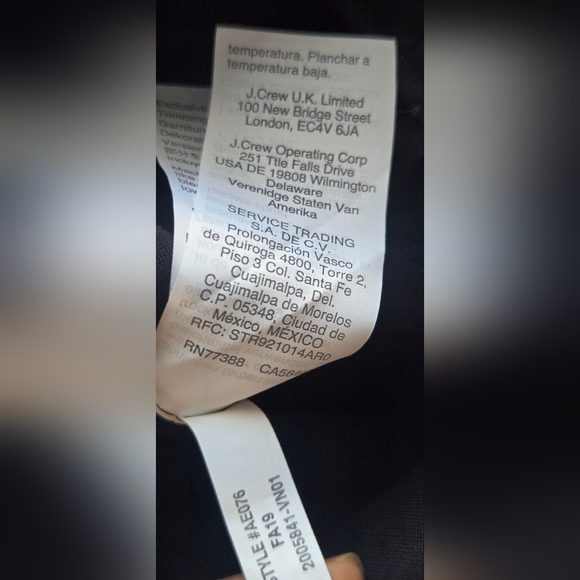 temperatura. Planchar a
temperatura baja.
J.Crew U.K. Limited
100 New Bridge Street
London, EC4V 6JA
J.Crew Operating Corp
251 Ttle Falls Drive
USA DE 19808 Wilmington
Delaware
Verenidge Staten Van
Amerika
SERVICE TRADING
S.A. DE C.V.
Prolongación Vasco
de Quiroga 4800, Torre 2,
Piso 3 Col. Santa Fe
Cuajimalpa, Del.
Cuajimalpa de Morelos
C.P. 05348, Ciudad de
México, MÉXICO
RFC: STR921014AR0
RN77388
Exclusive
Trimming
STYLE #AE076
FA19
2005841-VN01